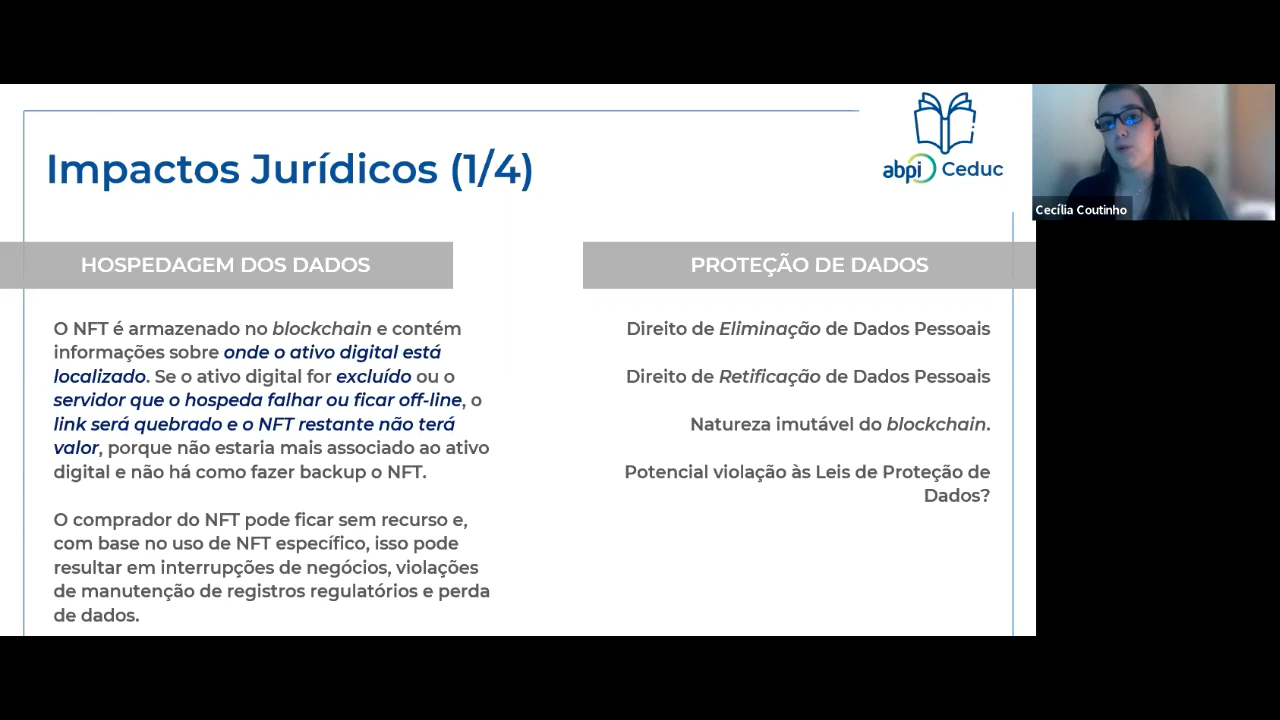 Impactos Jurídicos (1/4)
abpi Ceduc
Cecília Coutinho
HOSPEDAGEM DOS DADOS
O NFT é armazenado no blockchain e contém
informações sobre onde o ativo digital está
localizado. Se o ativo digital for excluído ou o
servidor que o hospeda falhar ou ficar off-line, o
link será quebrado e o NFT restante não terá
valor, porque não estaria mais associado ao ativo
digital e não há como fazer backup o NFT.
O comprador do NFT pode ficar sem recurso e,
com base no uso de NFT específico, isso pode
resultar em interrupções de negócios, violações
de manutenção de registros regulatórios e perda
de dados.
PROTEÇÃO DE DADOS
Direito de Eliminação de Dados Pessoais
Direito de Retificação de Dados Pessoais
Natureza imutável do blockchain.
Potencial violação às Leis de Proteção de
Dados?